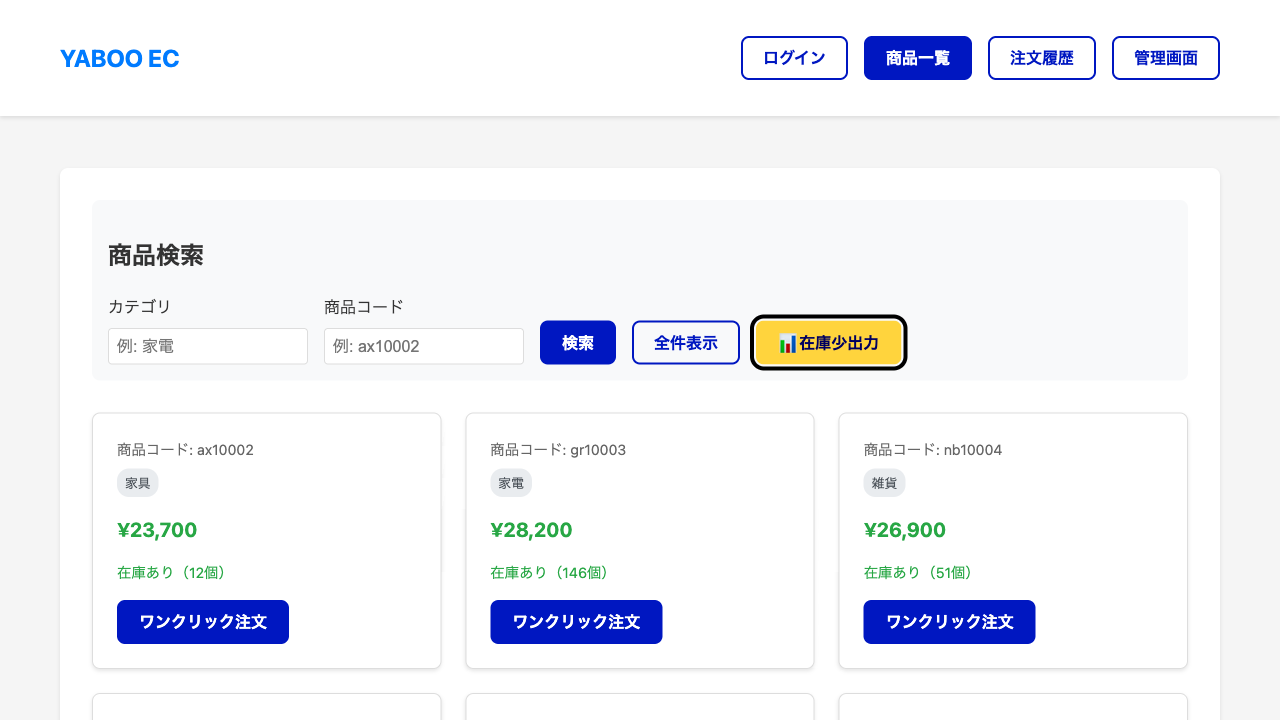 YABOO EC
ログイン
商品一覧
注文履歴
管理画面
商品検索
カテゴリ
商品コード
例: 家電
例: ax10002
検索
全件表示
📊在庫少出力
商品コード: ax10002
家具
¥23,700
在庫あり（12個）
ワンクリック注文
商品コード: gr10003
家電
¥28,200
在庫あり（146個）
ワンクリック注文
商品コード: nb10004
雑貨
¥26,900
在庫あり（51個）
ワンクリック注文